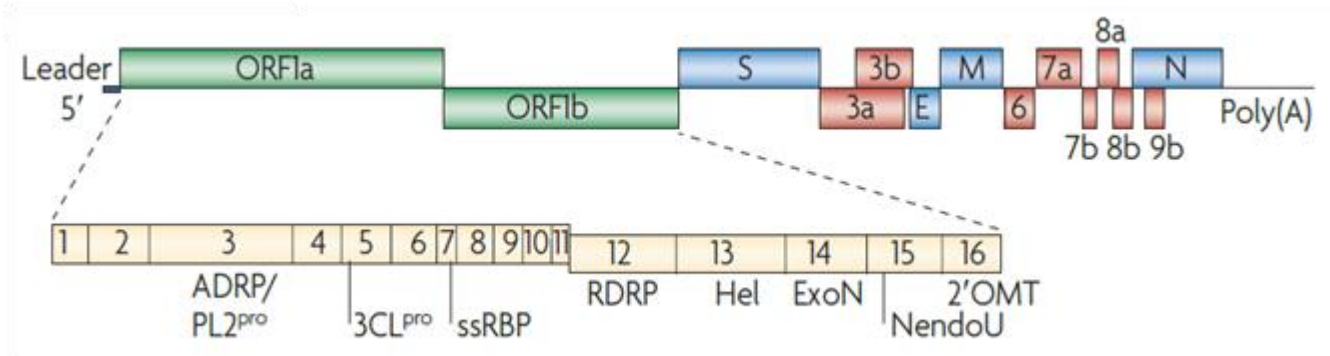 8a
Leader ORF1a S 3b M 7a N
5′ ORF1b 3a E 6 Poly(A)
7b 8b 9b
1 2 3 4 5 6 7 8 9 10 11 12 13 14 15 16
ADRP/ RDRP Hel ExoN 2′OMT
PL2pro 3CLpro ssRBP NendoU